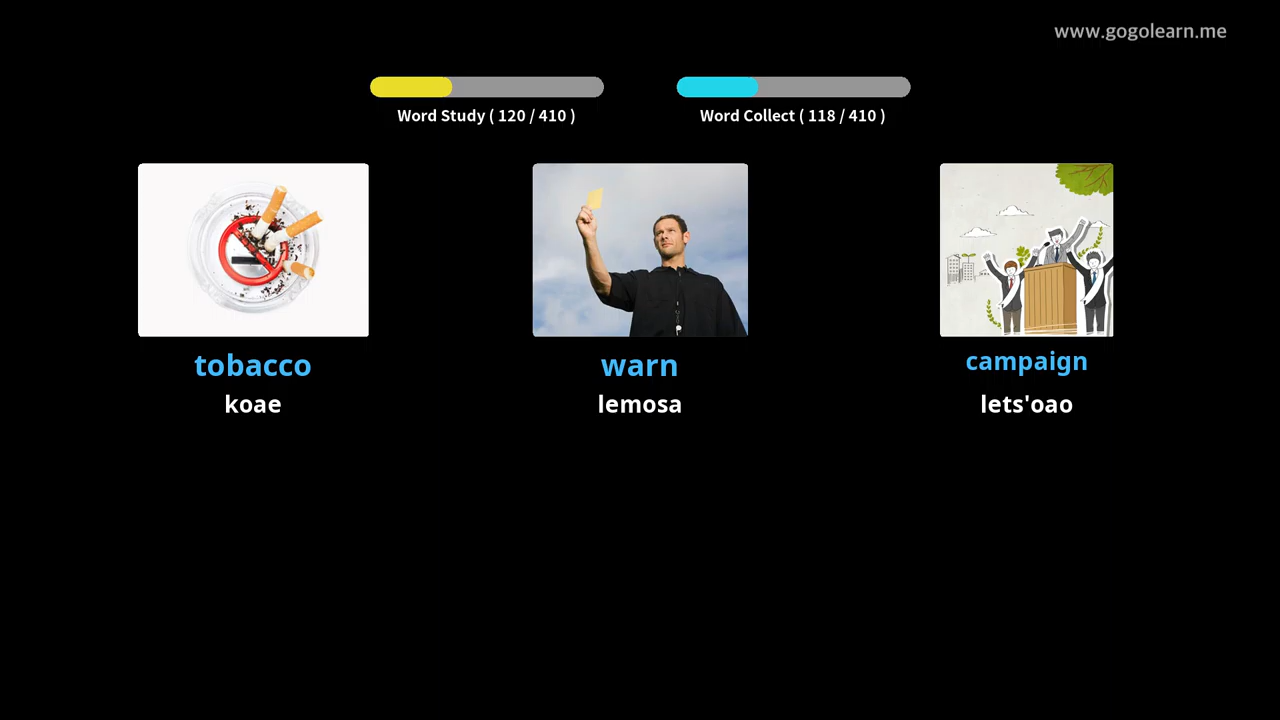 www.gogolearn.me
Word Study ( 120 / 410 )
Word Collect ( 118 / 410 )
tobacco
koae
warn
lemosa
campaign
lets'oao